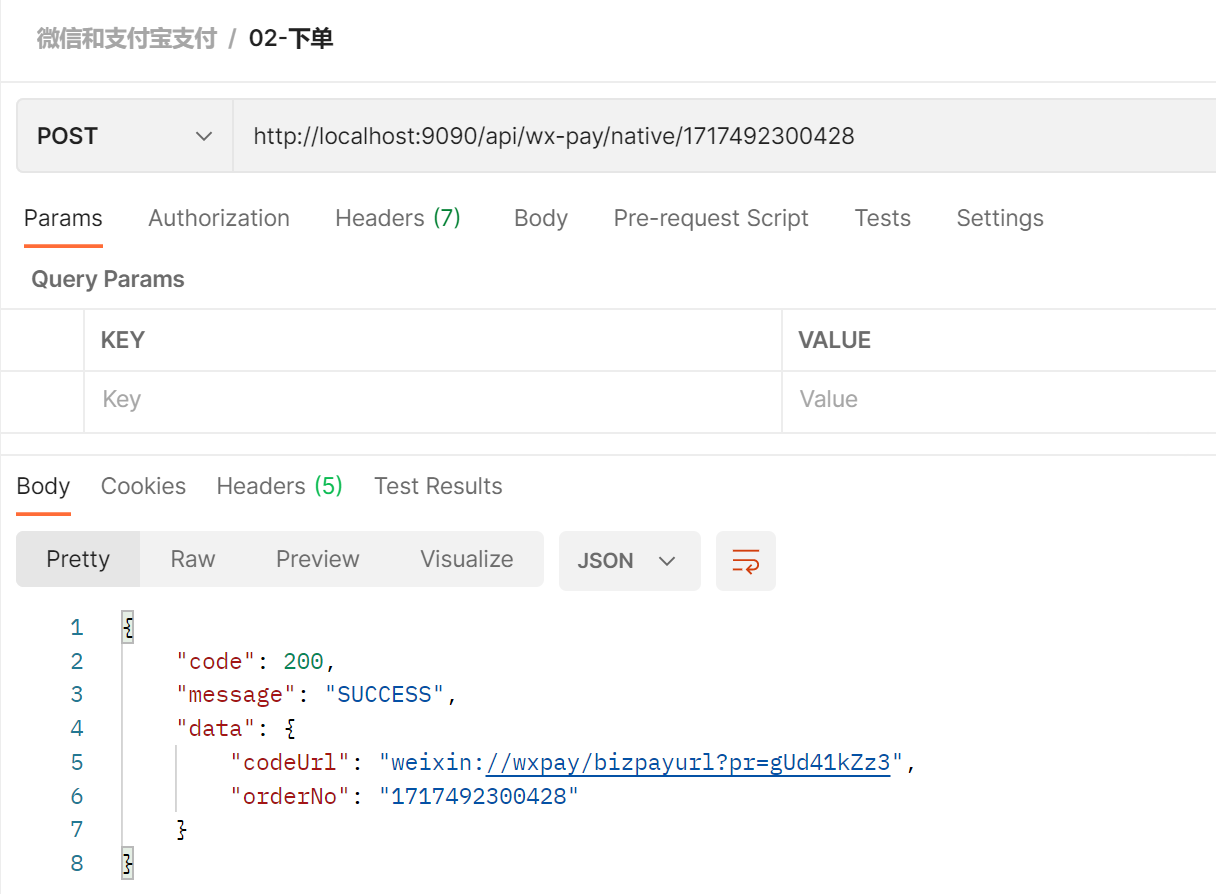 微信和支付宝支付 / 02-下单
POST http://localhost:9090/api/wx-pay/native/1717492300428
Params Authorization Headers (7) Body Pre-request Script Tests Settings
Query Params
KEY VALUE
Key Value
Body Cookies Headers (5) Test Results
Pretty Raw Preview Visualize JSON
1 {
2 "code": 200,
3 "message": "SUCCESS",
4 "data": {
5 "codeUrl": "weixin://wxpay/bizpayurl?pr=gUd41kZz3",
6 "orderNo": "1717492300428"
7 }
8 }